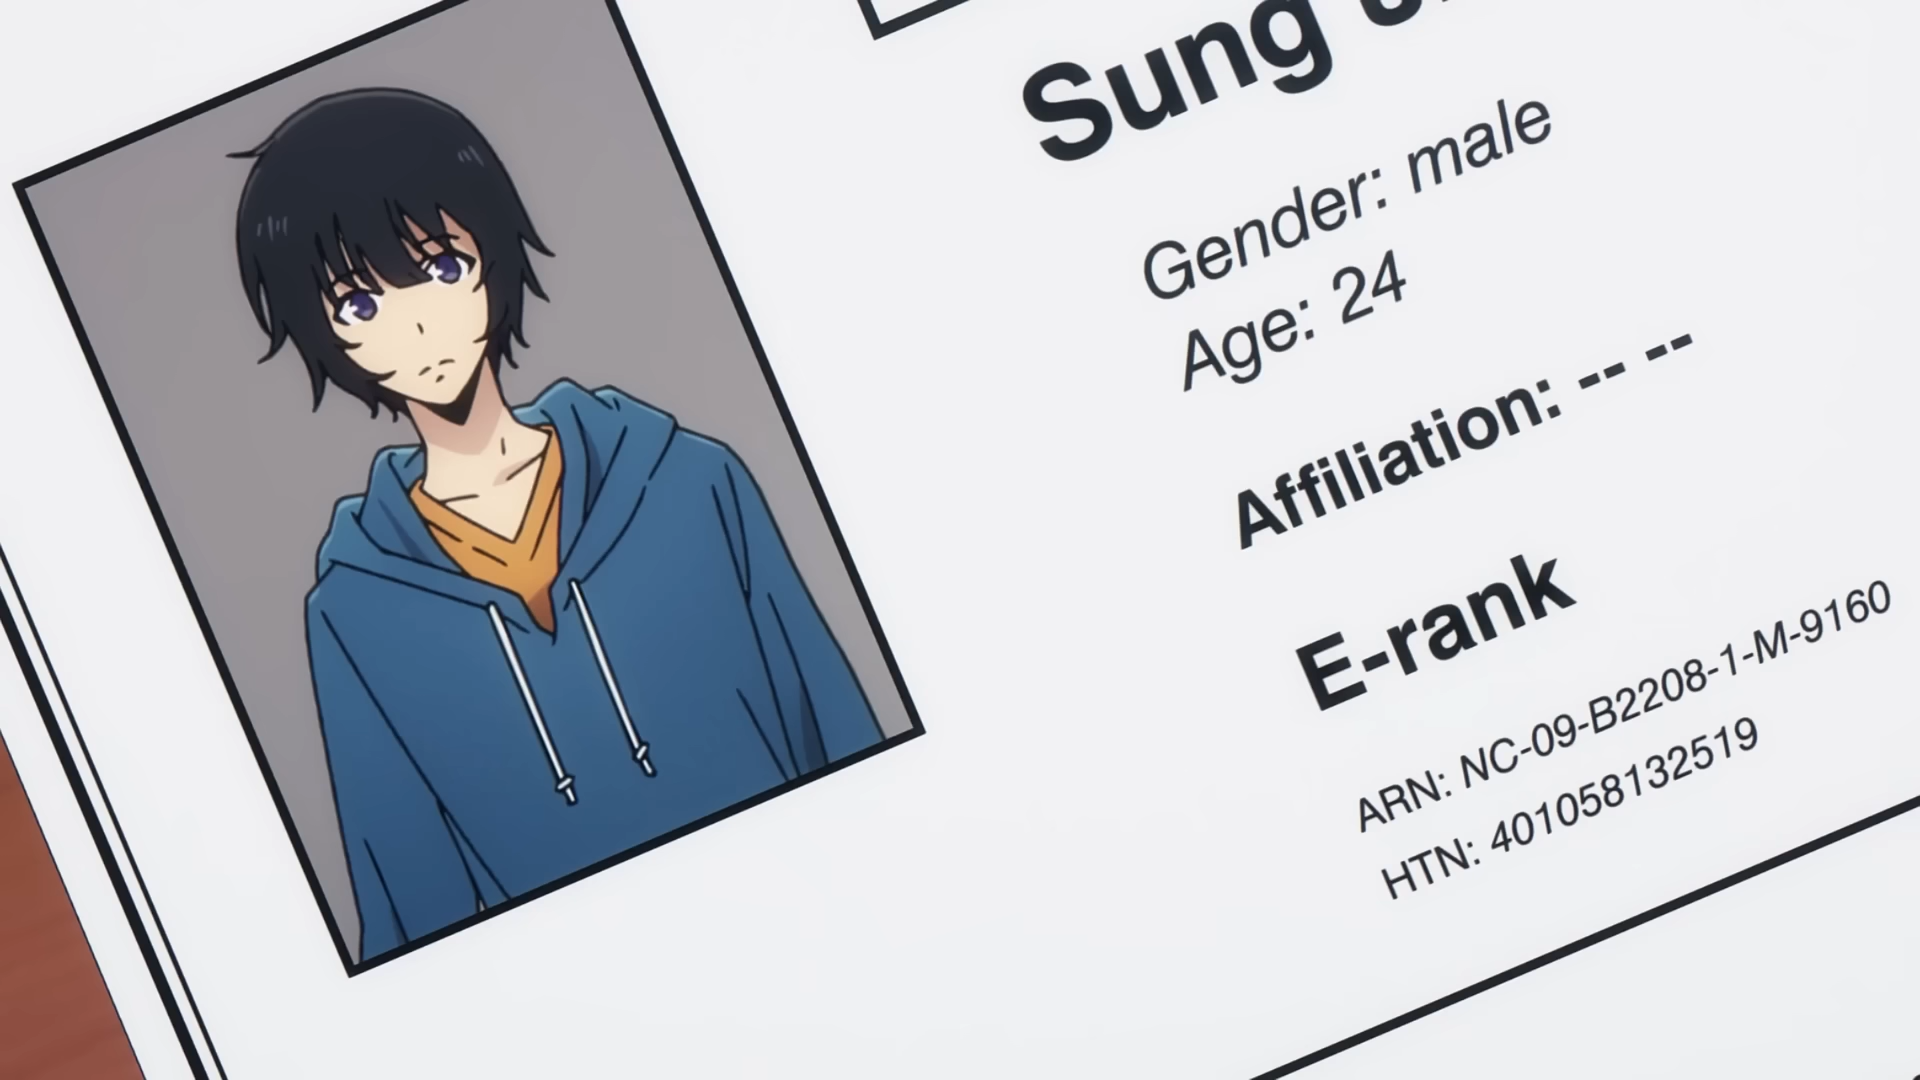 Sung
Gender: male
Age: 24
Affiliation: -- --
E-rank
ARN: NC-09-B2208-1-M-9160
HTN: 401058132519